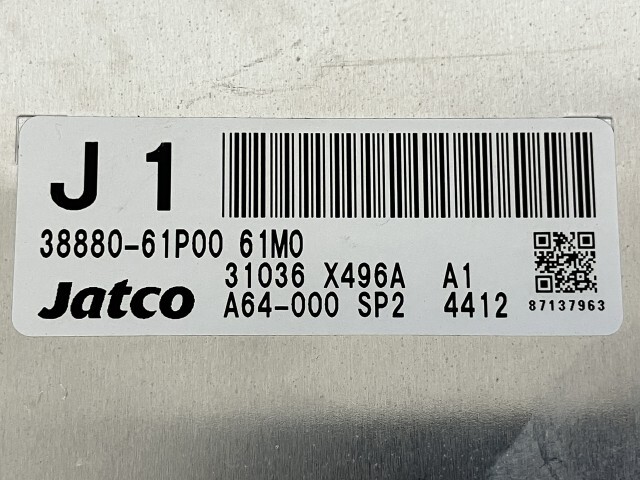 J 1
38880-61P00 61M0
31036 X496A A1
Jatco A64-000 SP2 4412
87137963